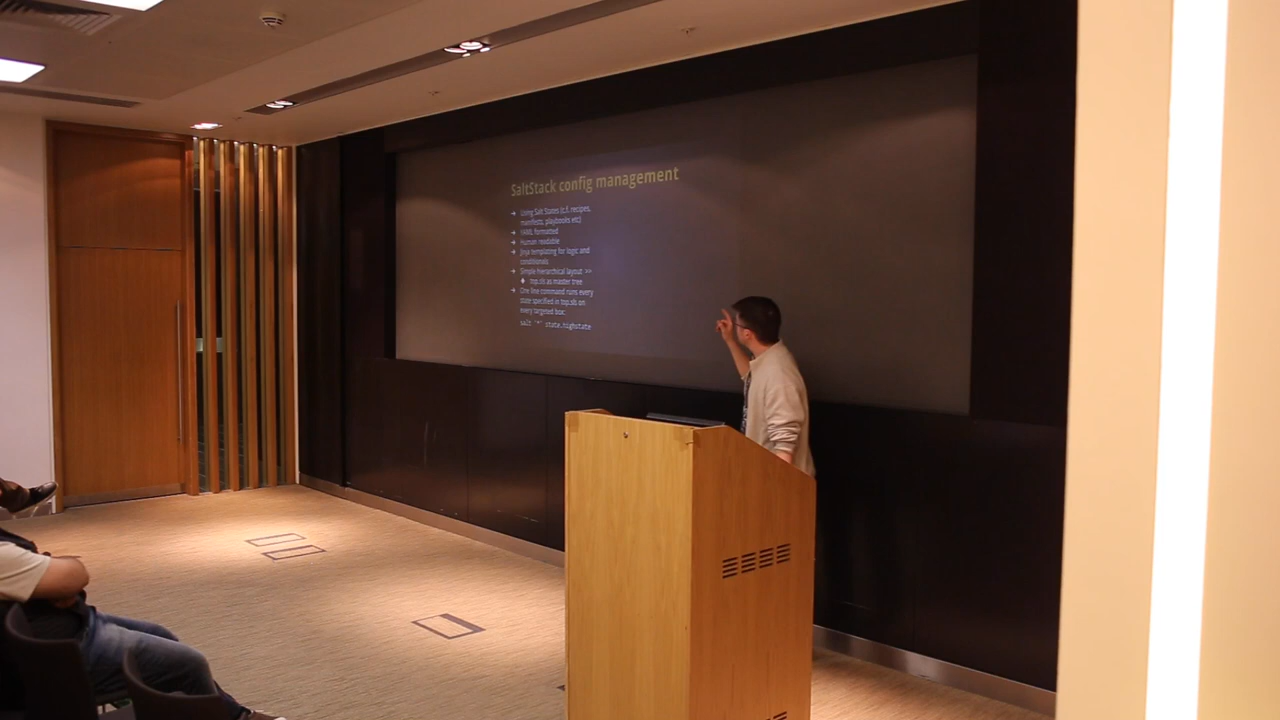 SaltStack config management
➔ Using Salt States (c.f. recipes,
manifests, playbooks etc)
➔ YAML formatted
➔ Human readable
➔ Jinja templating for logic and
conditionals
➔ Simple hierarchical layout >>
◆ top.sls as master tree
➔ One line command runs every
state specified in top.sls on
every targeted box:
salt '*' state.highstate